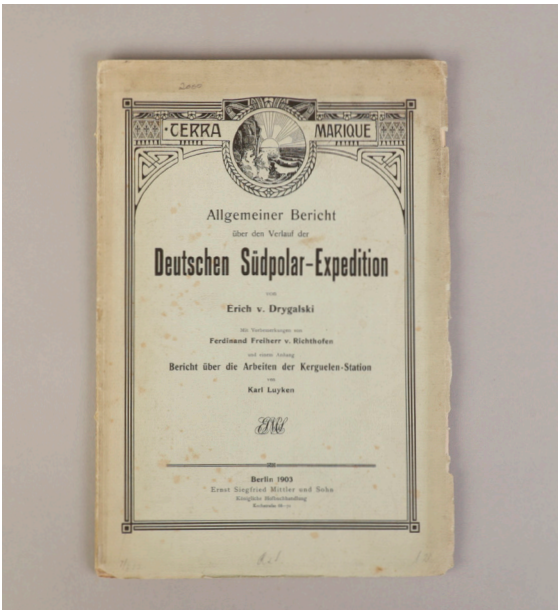 TERRA MARIQUE
Allgemeiner Bericht
über den Verlauf der
Deutschen Südpolar-Expedition
von
Erich v. Drygalski
Mit Vorbemerkungen von
Ferdinand Freiherr v. Richthofen
und einem Anhang
Bericht über die Arbeiten der Kerguelen-Station
von
Karl Luyken
Berlin 1903
Ernst Siegfried Mittler und Sohn
Königliche Hofbuchhandlung